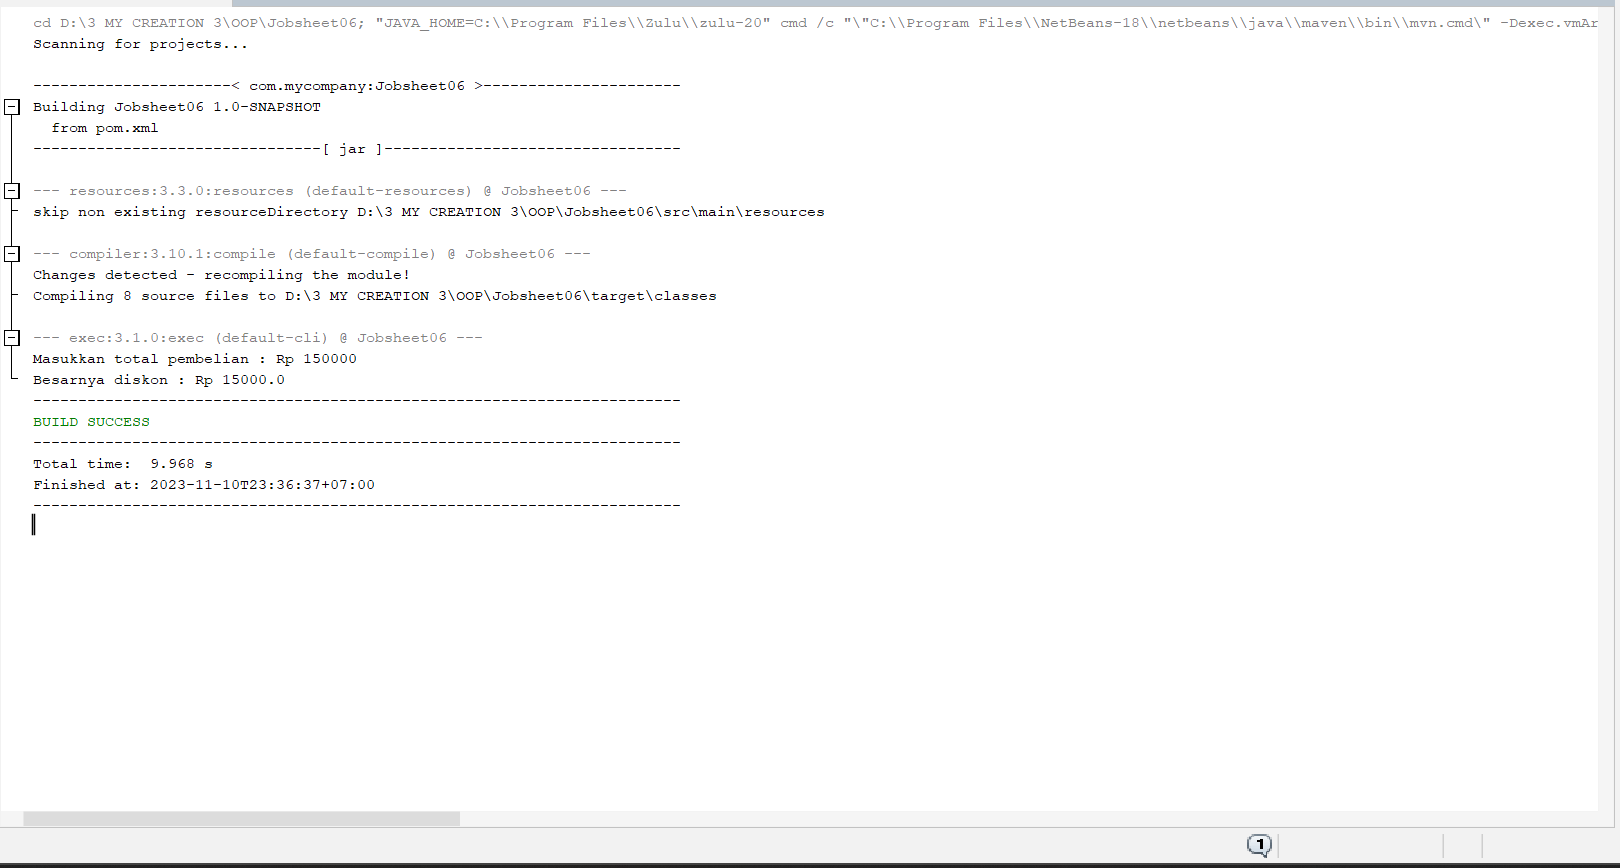 cd D:\3 MY CREATION 3\OOP\Jobsheet06; "JAVA_HOME=C:\\Program Files\\Zulu\\zulu-20" cmd /c "\"C:\\Program Files\\NetBeans-18\\netbeans\\java\\maven\\bin\\mvn.cmd\" -Dexec.vmAr
Scanning for projects...
----------------------< com.mycompany:Jobsheet06 >----------------------
Building Jobsheet06 1.0-SNAPSHOT
  from pom.xml
--------------------------------[ jar ]---------------------------------
--- resources:3.3.0:resources (default-resources) @ Jobsheet06 ---
skip non existing resourceDirectory D:\3 MY CREATION 3\OOP\Jobsheet06\src\main\resources
--- compiler:3.10.1:compile (default-compile) @ Jobsheet06 ---
Changes detected - recompiling the module!
Compiling 8 source files to D:\3 MY CREATION 3\OOP\Jobsheet06\target\classes
--- exec:3.1.0:exec (default-cli) @ Jobsheet06 ---
Masukkan total pembelian : Rp 150000
Besarnya diskon : Rp 15000.0
------------------------------------------------------------------------
BUILD SUCCESS
------------------------------------------------------------------------
Total time:  9.968 s
Finished at: 2023-11-10T23:36:37+07:00
------------------------------------------------------------------------
1